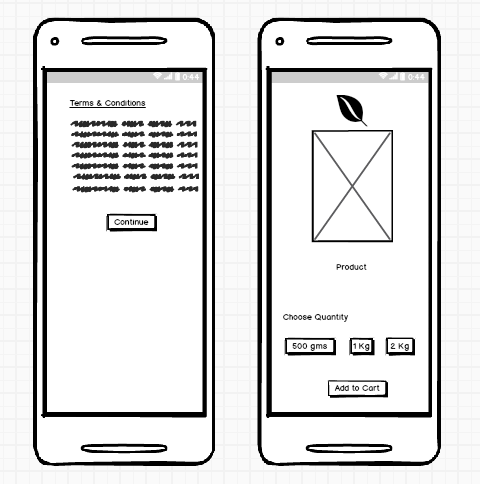 0:44
Terms & Conditions
Continue
0:44
Product
Choose Quantity
500 gms
1 Kg
2 Kg
Add to Cart